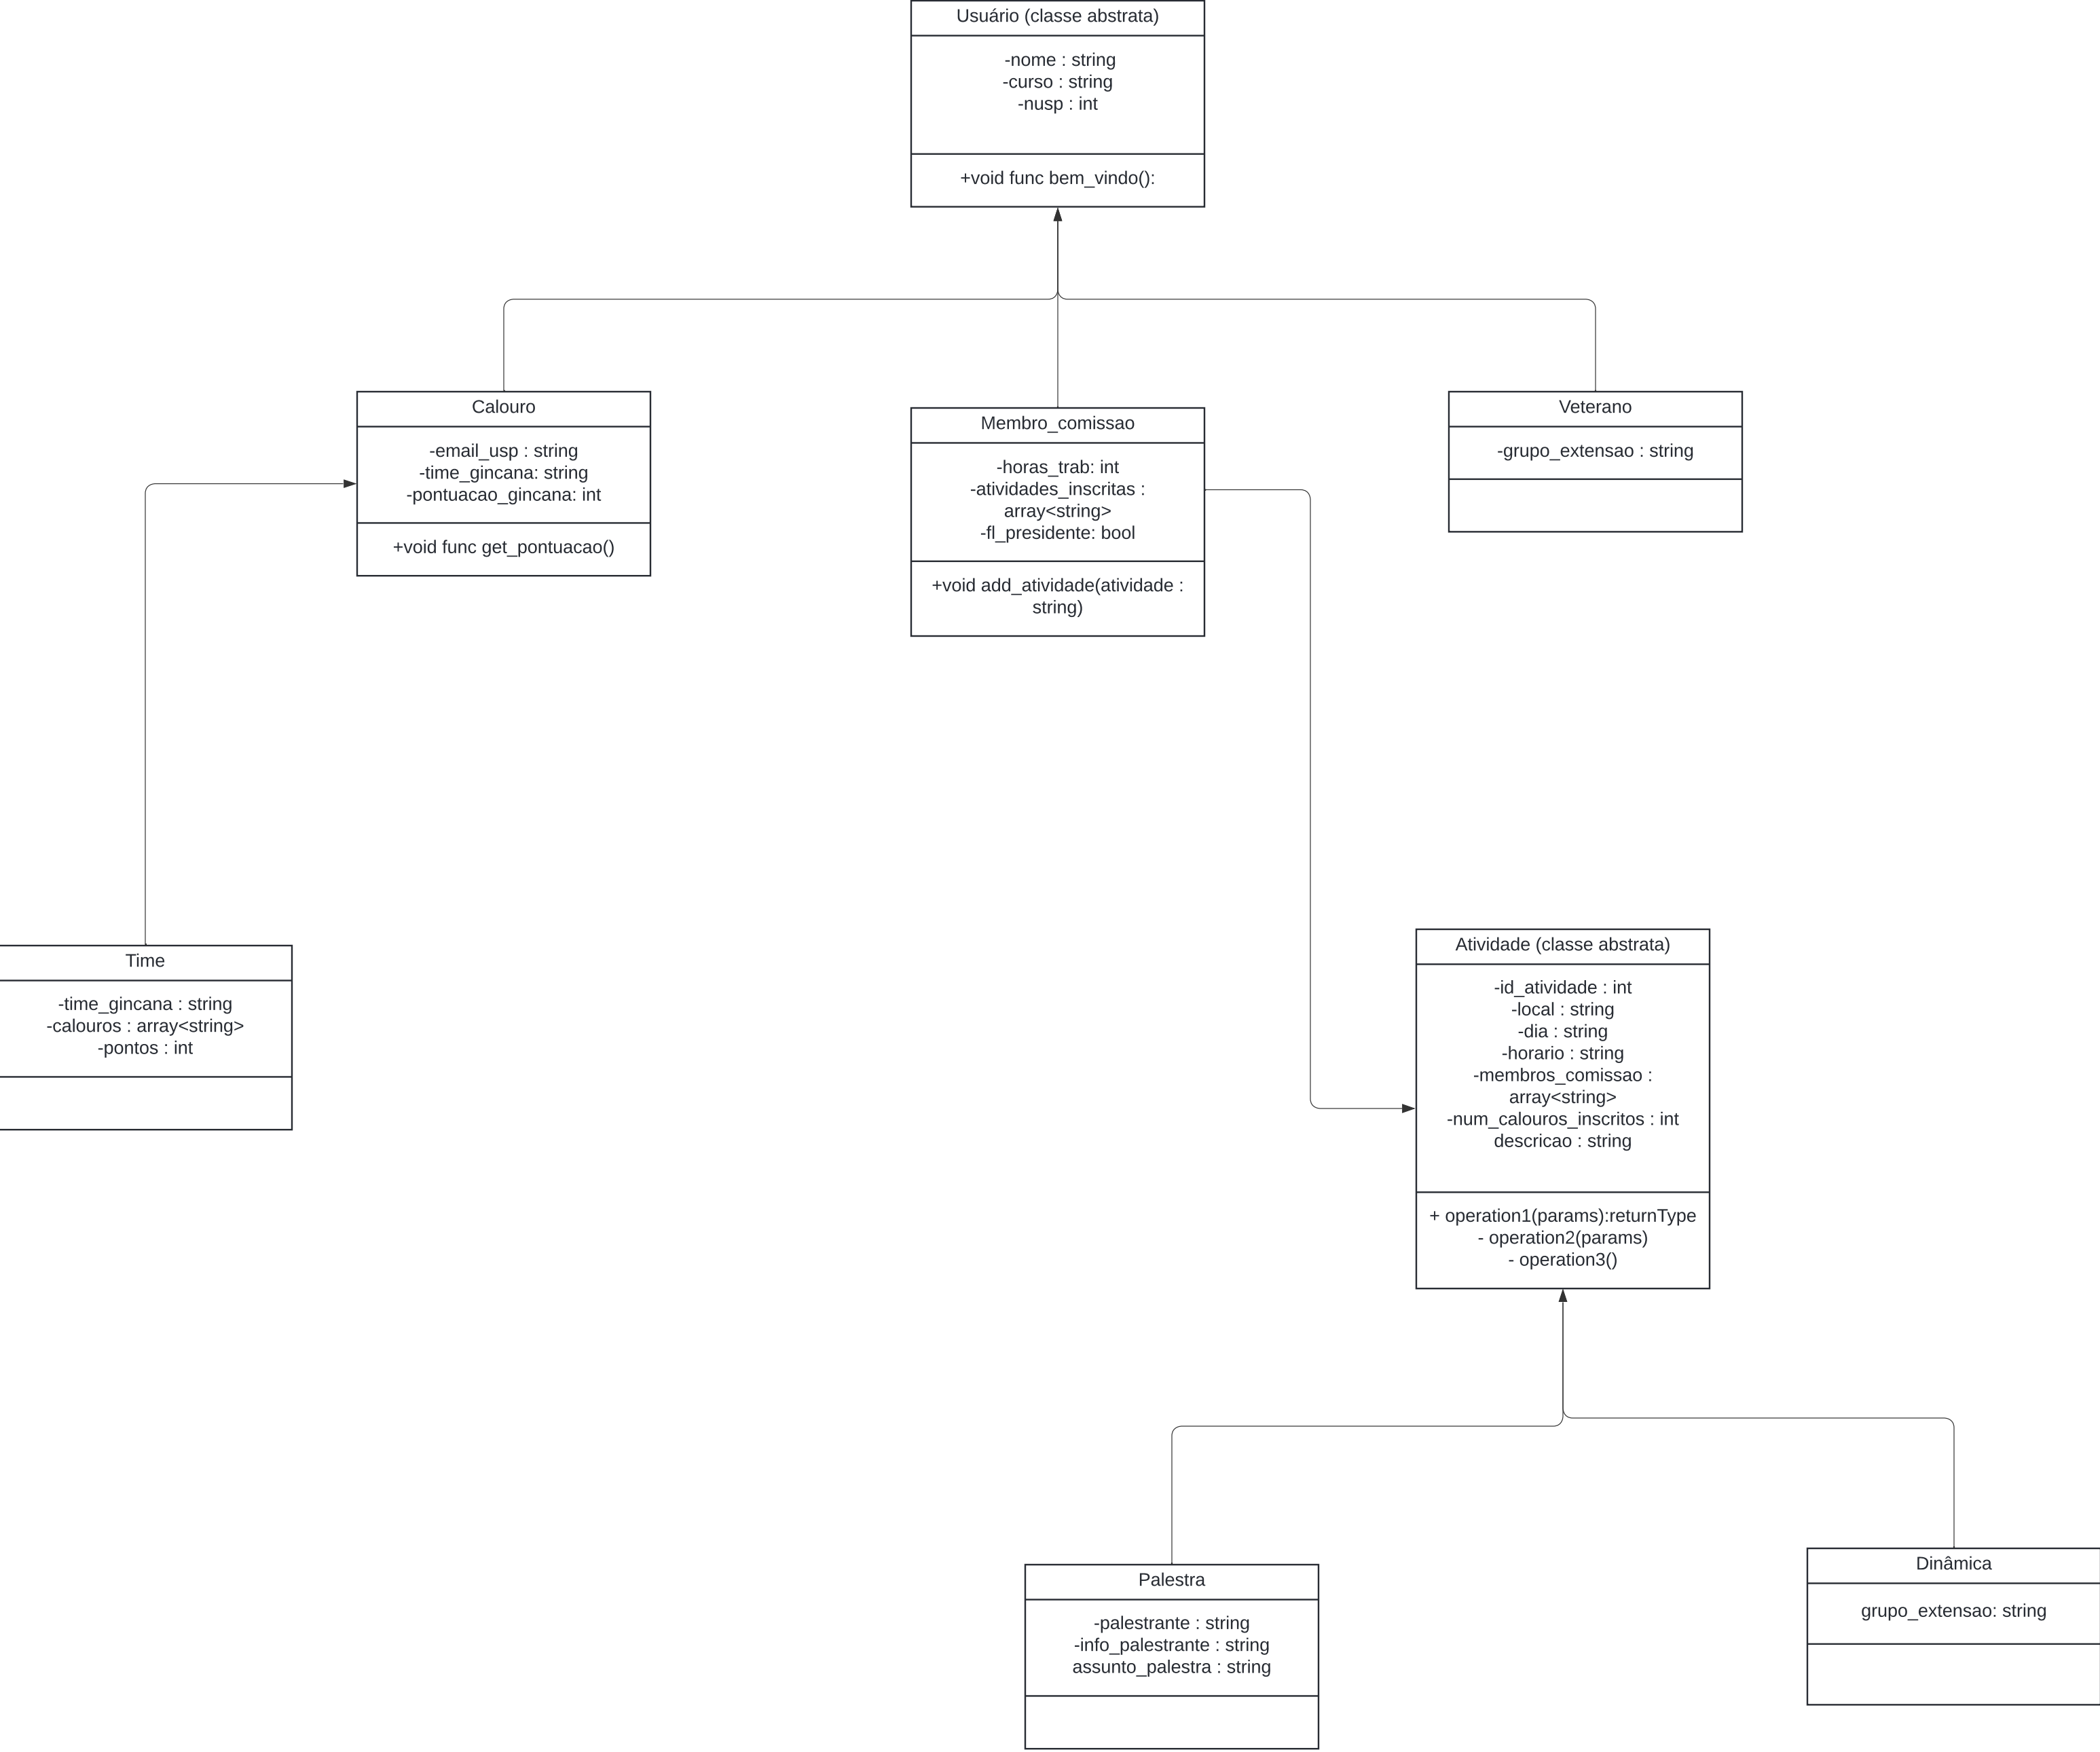 Usuário (classe abstrata)
-nome : string
-curso : string
-nusp : int
+void func bem_vindo():
Calouro
-email_usp : string
-time_gincana: string
-pontuacao_gincana: int
+void func get_pontuacao()
Membro_comissao
-horas_trab: int
-atividades_inscritas :
array<string>
-fl_presidente: bool
+void add_atividade(atividade :
string)
Veterano
-grupo_extensao : string
Time
-time_gincana : string
-calouros : array<string>
-pontos : int
Atividade (classe abstrata)
-id_atividade : int
-local : string
-dia : string
-horario : string
-membros_comissao :
array<string>
-num_calouros_inscritos : int
descricao : string
+ operation1(params):returnType
- operation2(params)
- operation3()
Palestra
-palestrante : string
-info_palestrante : string
assunto_palestra : string
Dinâmica
grupo_extensao: string